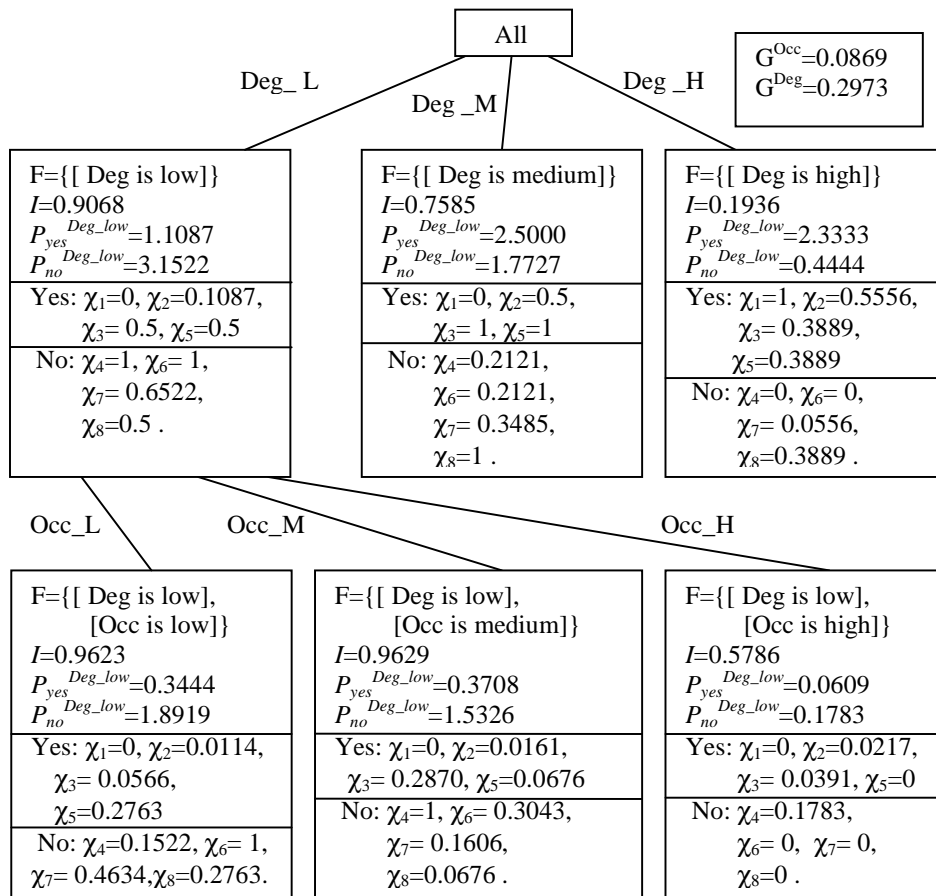 All
G^Occ=0.0869
G^Deg=0.2973
Deg_ L
Deg _M
Deg _H
F={[ Deg is low]}
I=0.9068
P_yes^Deg_low=1.1087
P_no^Deg_low=3.1522
Yes: χ₁=0, χ₂=0.1087,
χ₃= 0.5, χ₅=0.5
No: χ₄=1, χ₆= 1,
χ₇= 0.6522,
χ₈=0.5 .
F={[ Deg is medium]}
I=0.7585
P_yes^Deg_low=2.5000
P_no^Deg_low=1.7727
Yes: χ₁=0, χ₂=0.5,
χ₃= 1, χ₅=1
No: χ₄=0.2121,
χ₆= 0.2121,
χ₇= 0.3485,
χ₈=1 .
F={[ Deg is high]}
I=0.1936
P_yes^Deg_low=2.3333
P_no^Deg_low=0.4444
Yes: χ₁=1, χ₂=0.5556,
χ₃= 0.3889,
χ₅=0.3889
No: χ₄=0, χ₆= 0,
χ₇= 0.0556,
χ₈=0.3889 .
Occ_L
Occ_M
Occ_H
F={[ Deg is low],
[Occ is low]}
I=0.9623
P_yes^Deg_low=0.3444
P_no^Deg_low=1.8919
Yes: χ₁=0, χ₂=0.0114,
χ₃= 0.0566,
χ₅=0.2763
No: χ₄=0.1522, χ₆= 1,
χ₇= 0.4634,χ₈=0.2763.
F={[ Deg is low],
[Occ is medium]}
I=0.9629
P_yes^Deg_low=0.3708
P_no^Deg_low=1.5326
Yes: χ₁=0, χ₂=0.0161,
χ₃= 0.2870, χ₅=0.0676
No: χ₄=1, χ₆= 0.3043,
χ₇= 0.1606,
χ₈=0.0676 .
F={[ Deg is low],
[Occ is high]}
I=0.5786
P_yes^Deg_low=0.0609
P_no^Deg_low=0.1783
Yes: χ₁=0, χ₂=0.0217,
χ₃= 0.0391, χ₅=0
No: χ₄=0.1783,
χ₆= 0, χ₇= 0,
χ₈=0 .